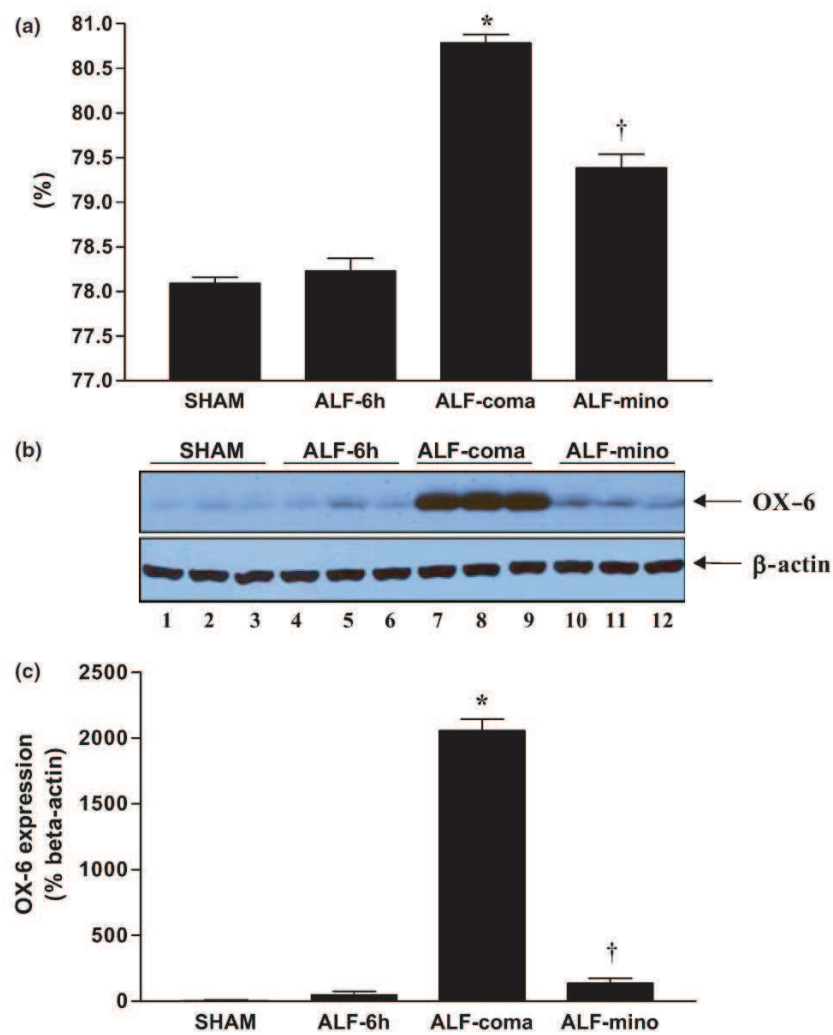 (a)
81.0
80.5
80.0
79.5
79.0
78.5
78.0
77.5
77.0
(%)
*
†
SHAM ALF-6h ALF-coma ALF-mino
(b)
SHAM ALF-6h ALF-coma ALF-mino
OX-6
β-actin
1 2 3 4 5 6 7 8 9 10 11 12
(c)
2500
2000
1500
1000
500
0
OX-6 expression
(% beta-actin)
*
†
SHAM ALF-6h ALF-coma ALF-mino